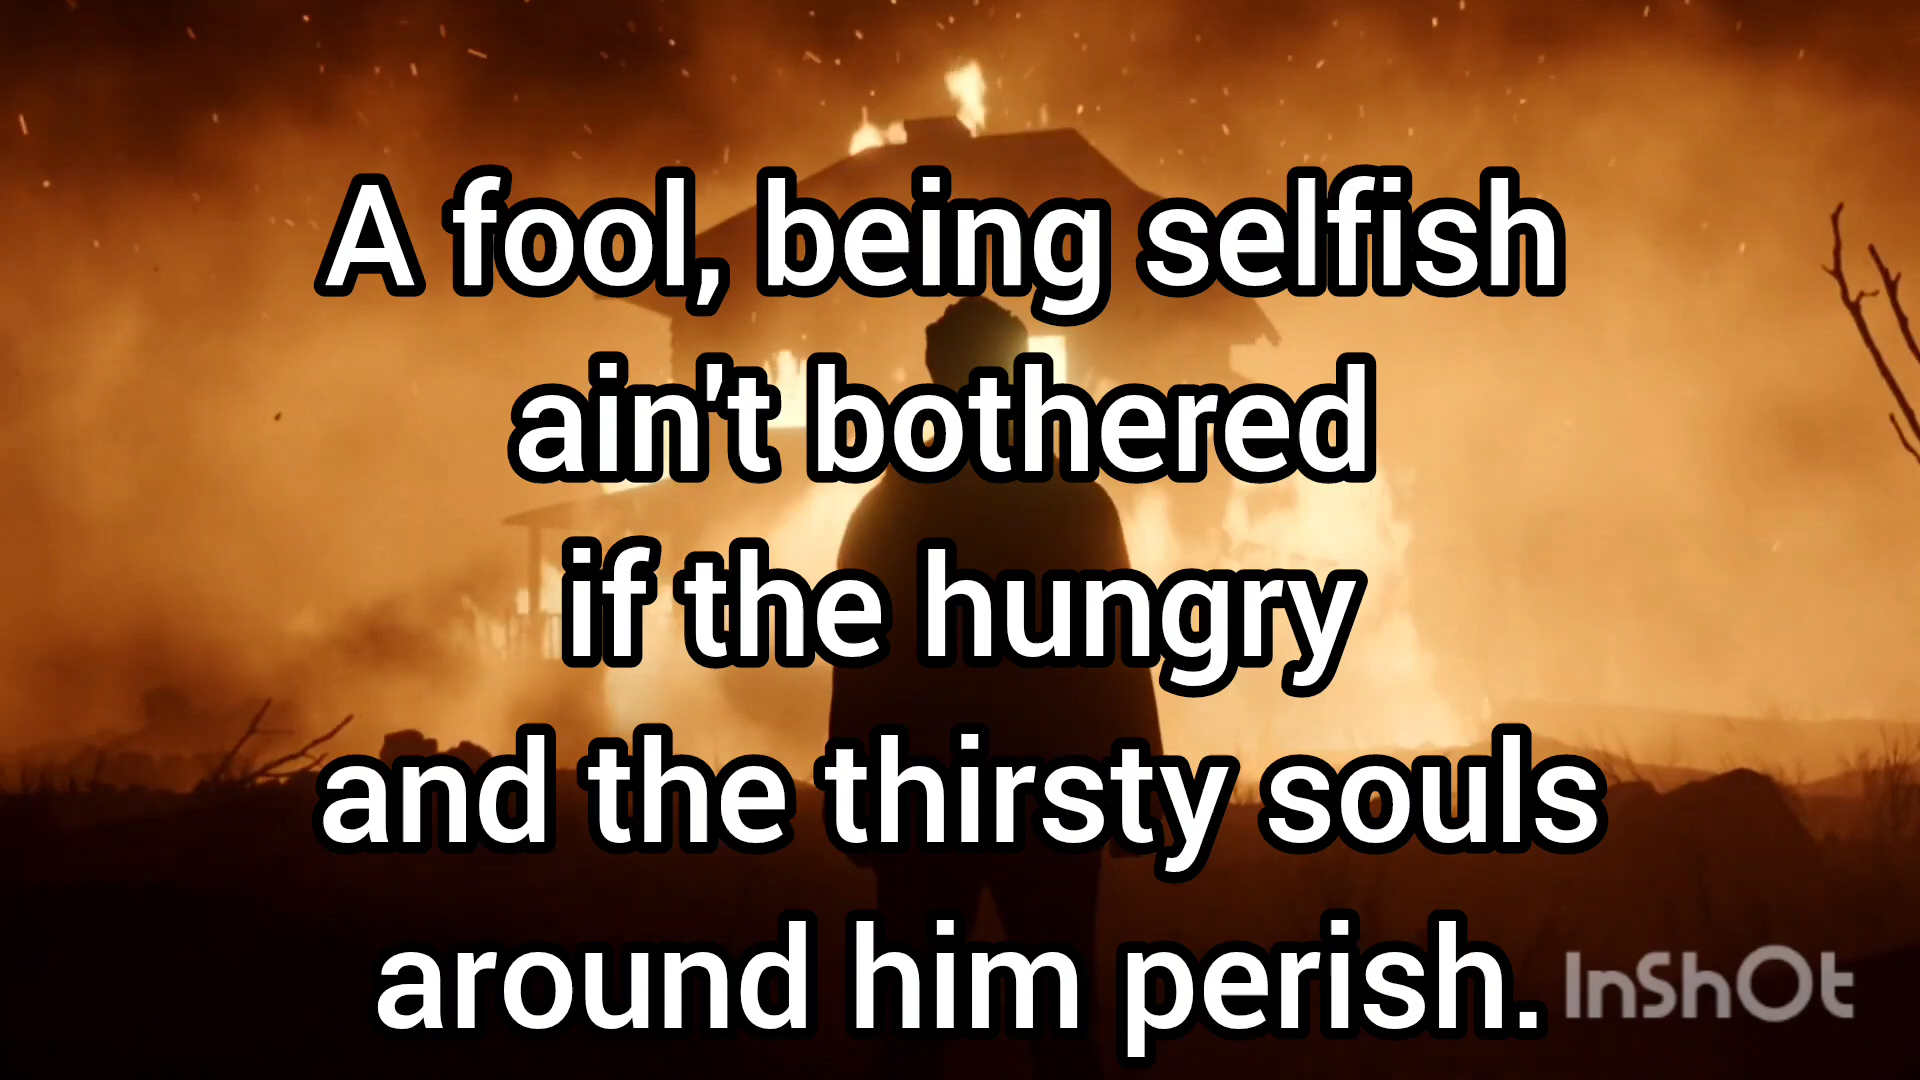 A fool, being selfish
ain't bothered
if the hungry
and the thirsty souls
around him perish.
InShOt